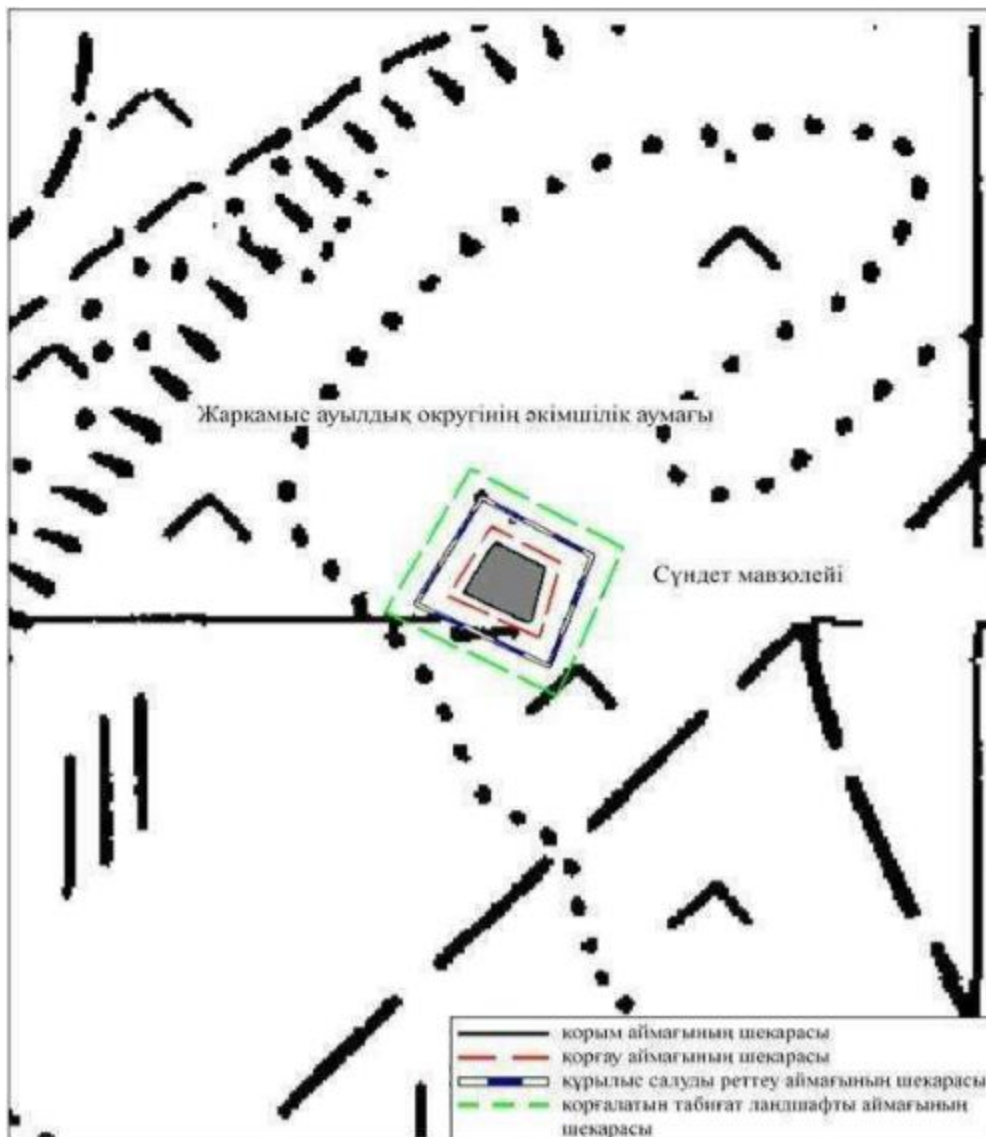 Жаркамыс ауылдық округінің әкімшілік аумағы
Сүндет мавзолейі
қорым аймағының шекарасы
қорғау аймағының шекарасы
құрылыс салуды реттеу аймағының шекарасы
қорғалатын табиғат ландшафты аймағының
шекарасы